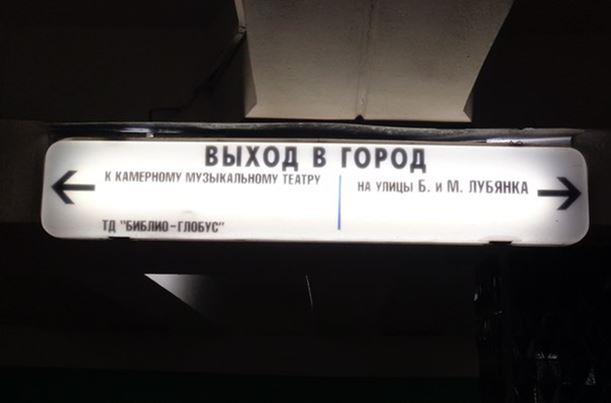 ВЫХОД В ГОРОД
К КАМЕРНОМУ МУЗЫКАЛЬНОМУ ТЕАТРУ
ТД "БИБЛИО-ГЛОБУС"
НА УЛИЦЫ Б. и М. ЛУБЯНКА